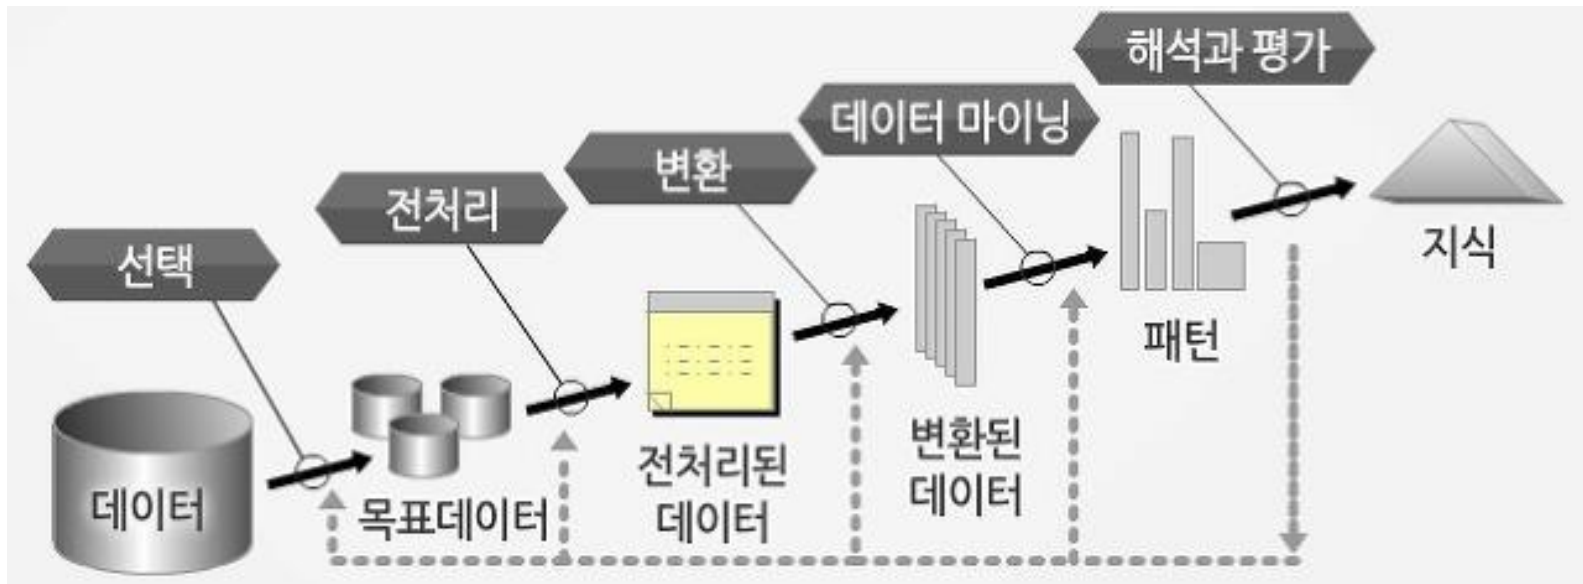 해석과 평가
데이터 마이닝
변환
전처리
선택
지식
패턴
변환된
데이터
전처리된
데이터
목표데이터
데이터